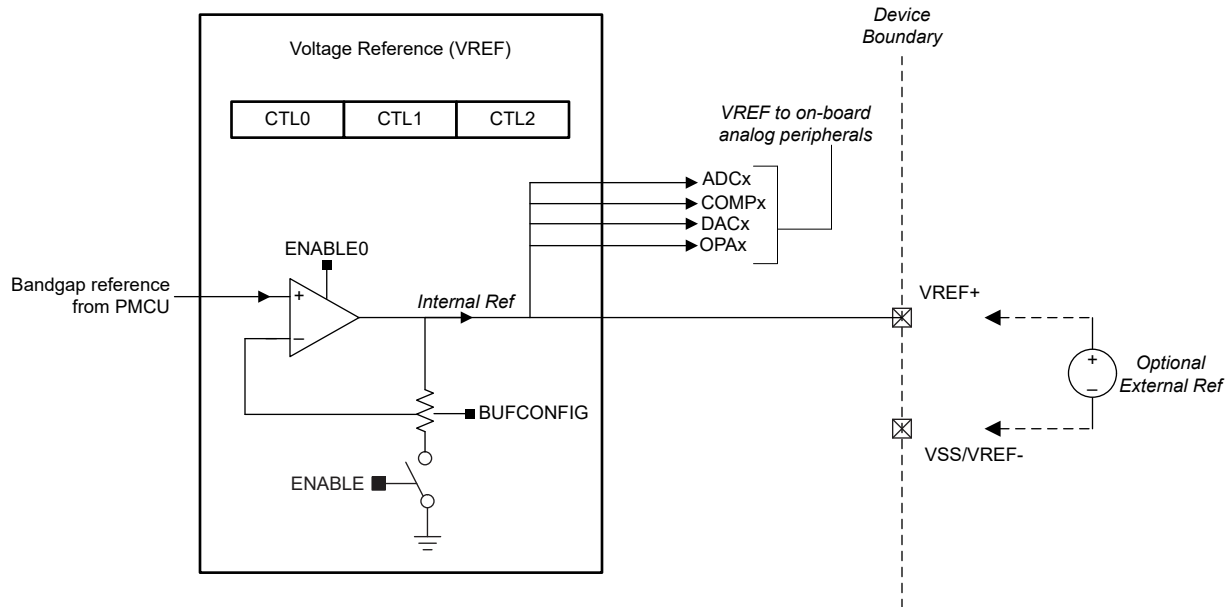 Device
Boundary
Voltage Reference (VREF)
CTL0
CTL1
CTL2
VREF to on-board
analog peripherals
ADCx
COMPx
DACx
OPAx
ENABLE0
Bandgap reference
from PMCU
+
−
Internal Ref
VREF+
BUFCONFIG
+
−
Optional
External Ref
VSS/VREF-
ENABLE